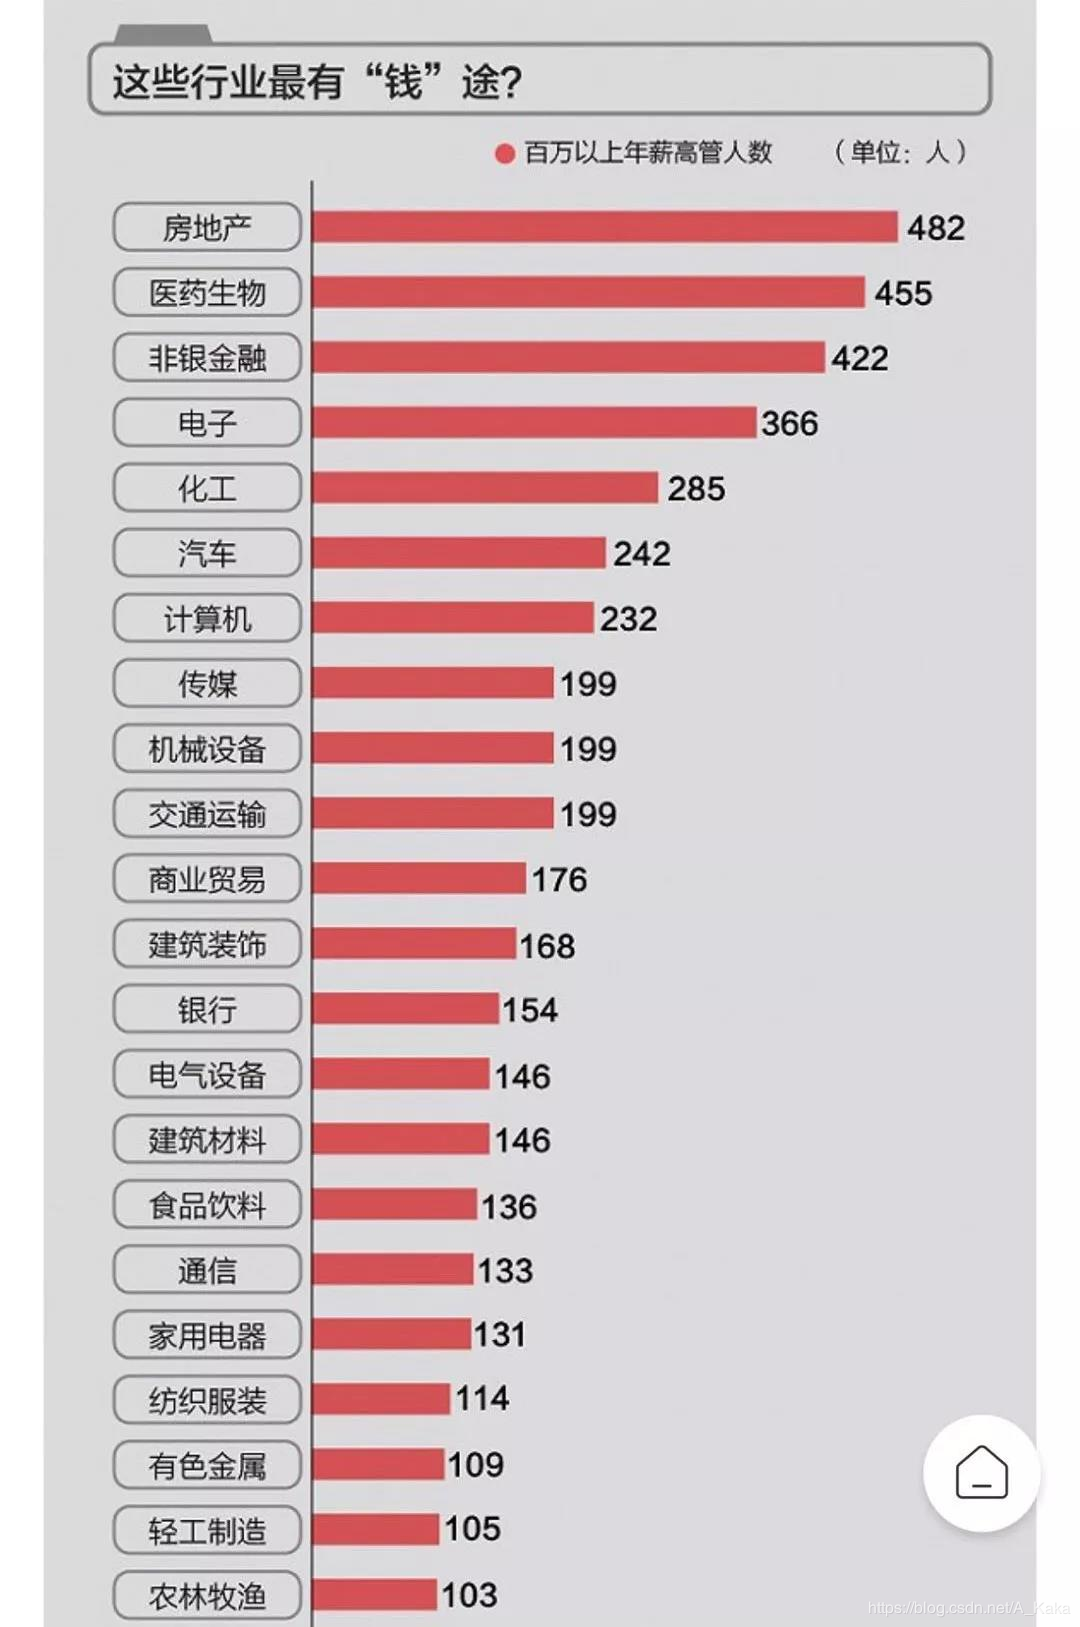 这些行业最有“钱”途?
百万以上年薪高管人数 （单位：人）
房地产 482
医药生物 455
非银金融 422
电子 366
化工 285
汽车 242
计算机 232
传媒 199
机械设备 199
交通运输 199
商业贸易 176
建筑装饰 168
银行 154
电气设备 146
建筑材料 146
食品饮料 136
通信 133
家用电器 131
纺织服装 114
有色金属 109
轻工制造 105
农林牧渔 103
https://blog.csdn.net/A_Kaka